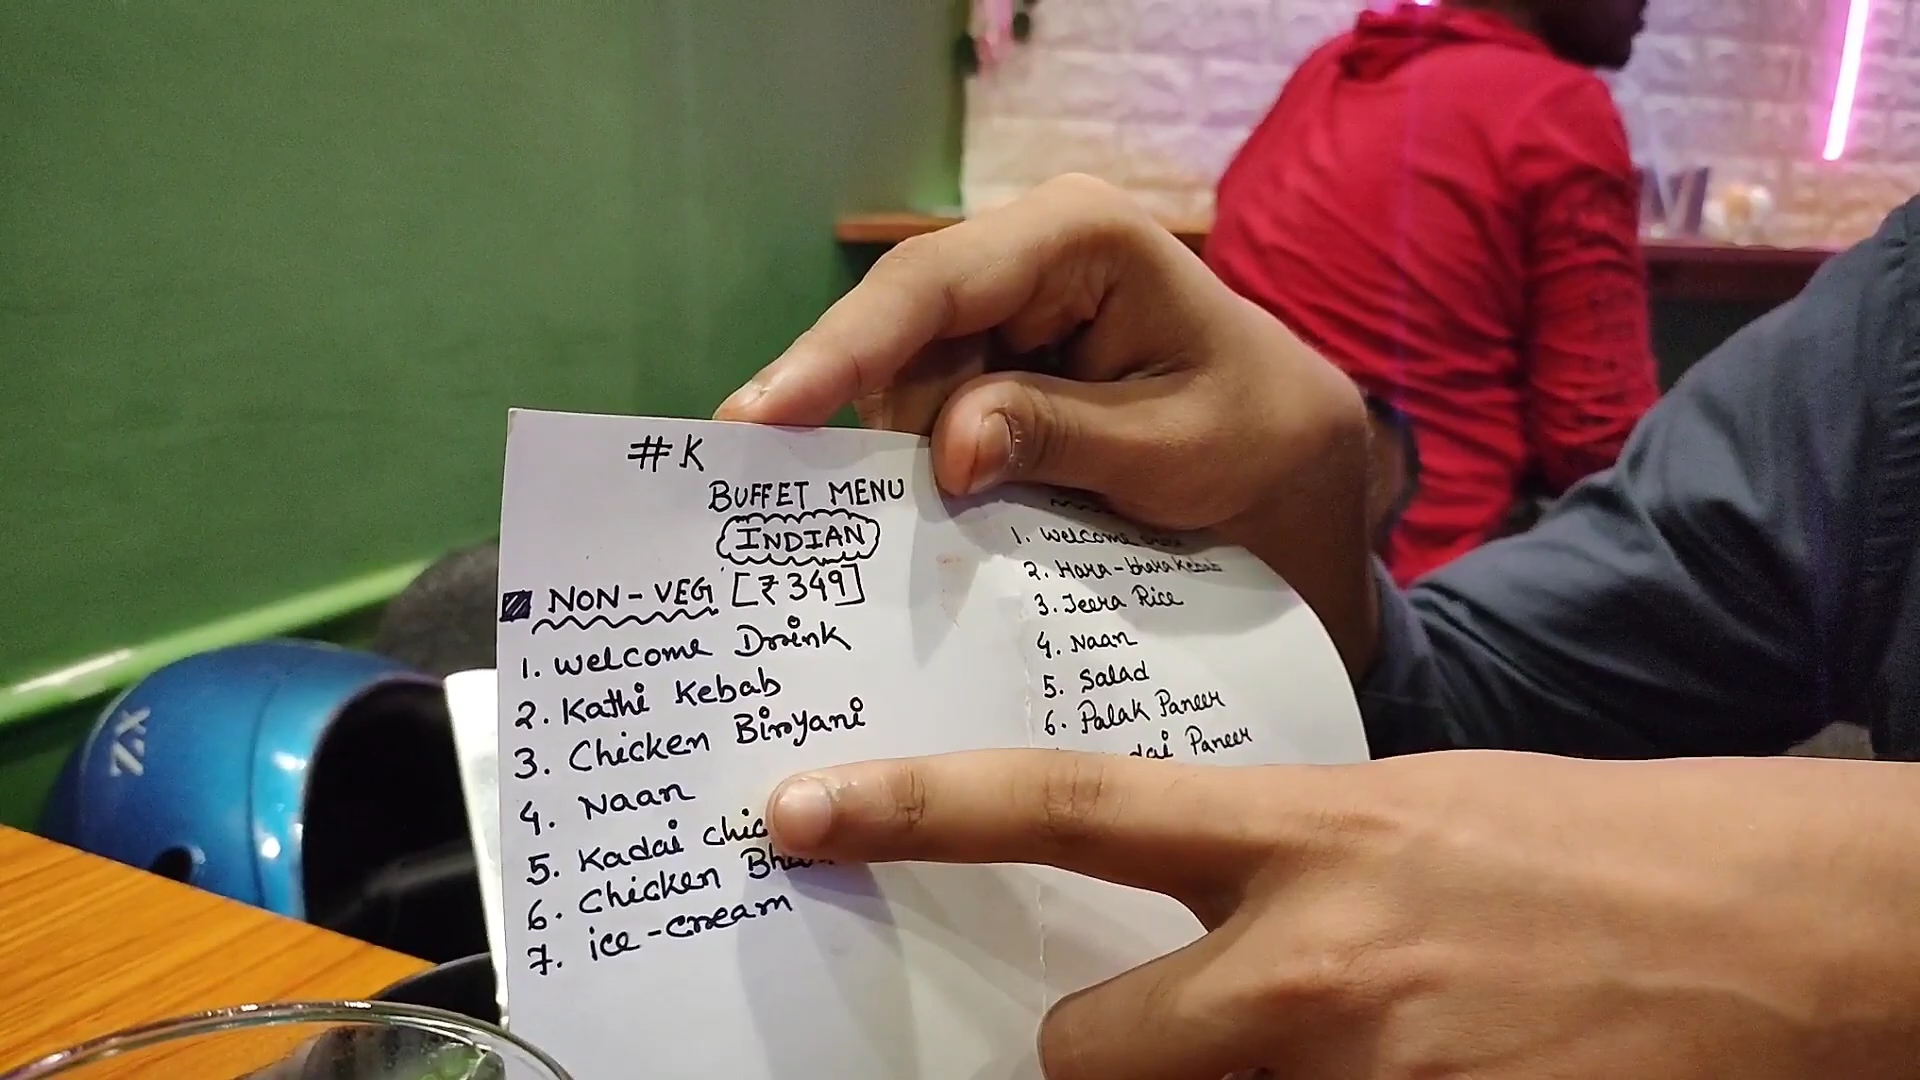 #K
BUFFET MENU
INDIAN
NON-VEG [₹349]
1. Welcome Drink
2. Kathi Kebab
3. Chicken Biryani
4. Naan
5. Kadai
6. Chicken
7. ice-cream
1. Welcome
2. Hara-bhara Kebab
3. Jeera Rice
4. Naan
5. Salad
6. Palak Paneer
Paneer
XZ